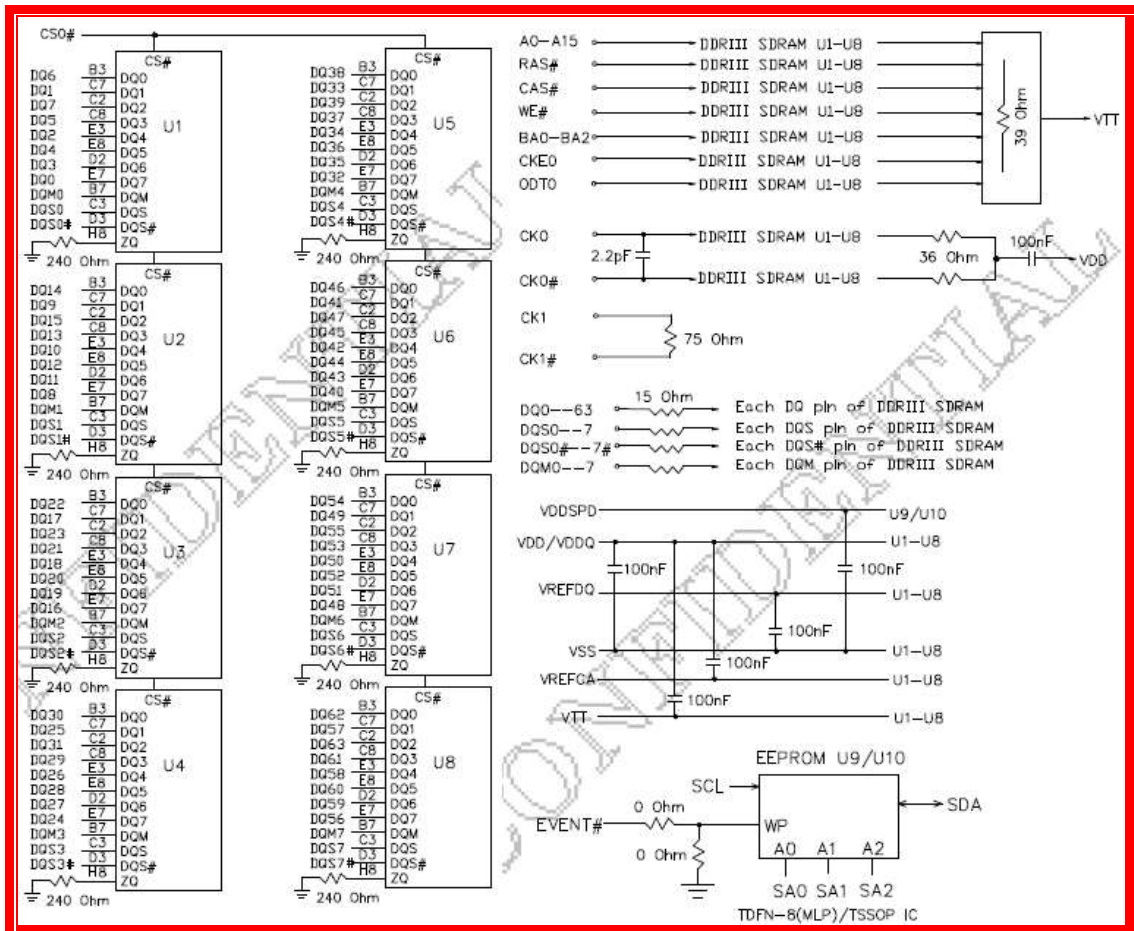 CS0#
CS#
DQ6 B3 DQ0
DQ1 C7 DQ1
DQ7 C2 DQ2
DQ5 C8 DQ3
DQ2 E3 DQ4
DQ4 E8 DQ5
DQ3 D2 DQ6
DQ0 E7 DQ7
DQM0 B7 DQM
DQS0 C3 DQS
DQS0# D3 DQS#
H8 ZQ
U1
240 Ohm
CS#
DQ14 B3 DQ0
DQ9 C7 DQ1
DQ15 C2 DQ2
DQ13 C8 DQ3
DQ10 E3 DQ4
DQ12 E8 DQ5
DQ11 D2 DQ6
DQ8 E7 DQ7
DQM1 B7 DQM
DQS1 C3 DQS
DQS1# D3 DQS#
H8 ZQ
U2
240 Ohm
CS#
DQ22 B3 DQ0
DQ17 C7 DQ1
DQ23 C2 DQ2
DQ21 C8 DQ3
DQ18 E3 DQ4
DQ20 E8 DQ5
DQ19 D2 DQ6
DQ16 E7 DQ7
DQM2 B7 DQM
DQS2 C3 DQS
DQS2# D3 DQS#
H8 ZQ
U3
240 Ohm
CS#
DQ30 B3 DQ0
DQ25 C7 DQ1
DQ31 C2 DQ2
DQ29 C8 DQ3
DQ26 E3 DQ4
DQ28 E8 DQ5
DQ27 D2 DQ6
DQ24 E7 DQ7
DQM3 B7 DQM
DQS3 C3 DQS
DQS3# D3 DQS#
H8 ZQ
U4
240 Ohm
CS#
DQ38 B3 DQ0
DQ33 C7 DQ1
DQ39 C2 DQ2
DQ37 C8 DQ3
DQ34 E3 DQ4
DQ36 E8 DQ5
DQ35 D2 DQ6
DQ32 E7 DQ7
DQM4 B7 DQM
DQS4 C3 DQS
DQS4# D3 DQS#
H8 ZQ
U5
240 Ohm
CS#
DQ46 B3 DQ0
DQ41 C7 DQ1
DQ47 C2 DQ2
DQ45 C8 DQ3
DQ42 E3 DQ4
DQ44 E8 DQ5
DQ43 D2 DQ6
DQ40 E7 DQ7
DQM5 B7 DQM
DQS5 C3 DQS
DQS5# D3 DQS#
H8 ZQ
U6
240 Ohm
CS#
DQ54 B3 DQ0
DQ49 C7 DQ1
DQ55 C2 DQ2
DQ53 C8 DQ3
DQ50 E3 DQ4
DQ52 E8 DQ5
DQ51 D2 DQ6
DQ48 E7 DQ7
DQM6 B7 DQM
DQS6 C3 DQS
DQS6# D3 DQS#
H8 ZQ
U7
240 Ohm
CS#
DQ62 B3 DQ0
DQ57 C7 DQ1
DQ63 C2 DQ2
DQ61 C8 DQ3
DQ58 E3 DQ4
DQ60 E8 DQ5
DQ59 D2 DQ6
DQ56 E7 DQ7
DQM7 B7 DQM
DQS7 C3 DQS
DQS7# D3 DQS#
H8 ZQ
U8
240 Ohm
A0-A15 DDRIII SDRAM U1-U8
RAS# DDRIII SDRAM U1-U8
CAS# DDRIII SDRAM U1-U8
WE# DDRIII SDRAM U1-U8
BA0-BA2 DDRIII SDRAM U1-U8
CKE0 DDRIII SDRAM U1-U8
ODT0 DDRIII SDRAM U1-U8
39 Ohm
VTT
CK0 DDRIII SDRAM U1-U8
2.2pF 36 Ohm 100nF VDD
CK0# DDRIII SDRAM U1-U8
CK1
75 Ohm
CK1#
15 Ohm
DQ0--63 Each DQ pin of DDRIII SDRAM
DQS0--7 Each DQS pin of DDRIII SDRAM
DQS0#--7# Each DQS# pin of DDRIII SDRAM
DQM0--7 Each DQM pin of DDRIII SDRAM
VDDSPD U9/U10
VDD/VDDQ U1-U8
100nF 100nF
VREFDQ U1-U8
100nF
VSS U1-U8
100nF
VREFCA U1-U8
100nF
VTT U1-U8
EEPROM U9/U10
SCL
SDA
0 Ohm
EVENT# WP
0 Ohm
A0 A1 A2
SA0 SA1 SA2
TDFN-8(MLP)/TSSOP IC
CONFIDENTIAL